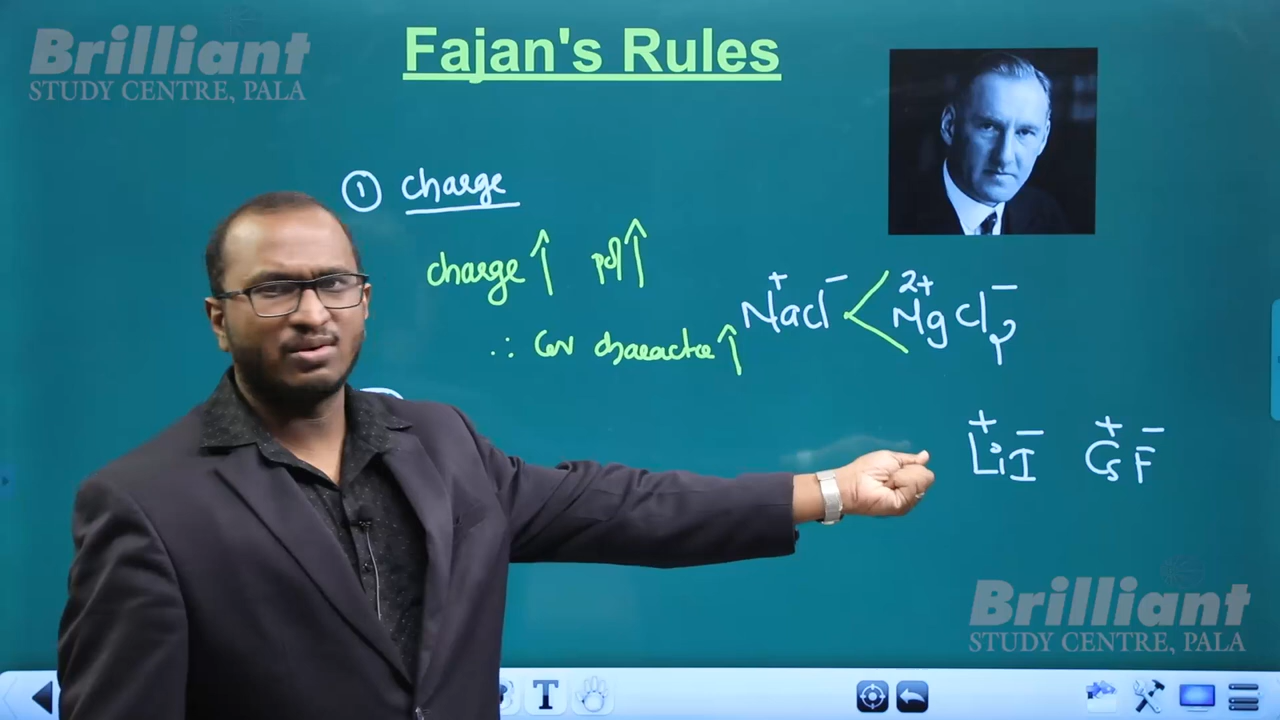 Brilliant
STUDY CENTRE, PALA
Fajan's Rules
① charge
charge ↑ pol ↑
∴ Cov character ↑
Na⁺Cl⁻ < Mg²⁺Cl₂⁻
Li⁺I⁻ Cs⁺F⁻
Brilliant
STUDY CENTRE, PALA
T